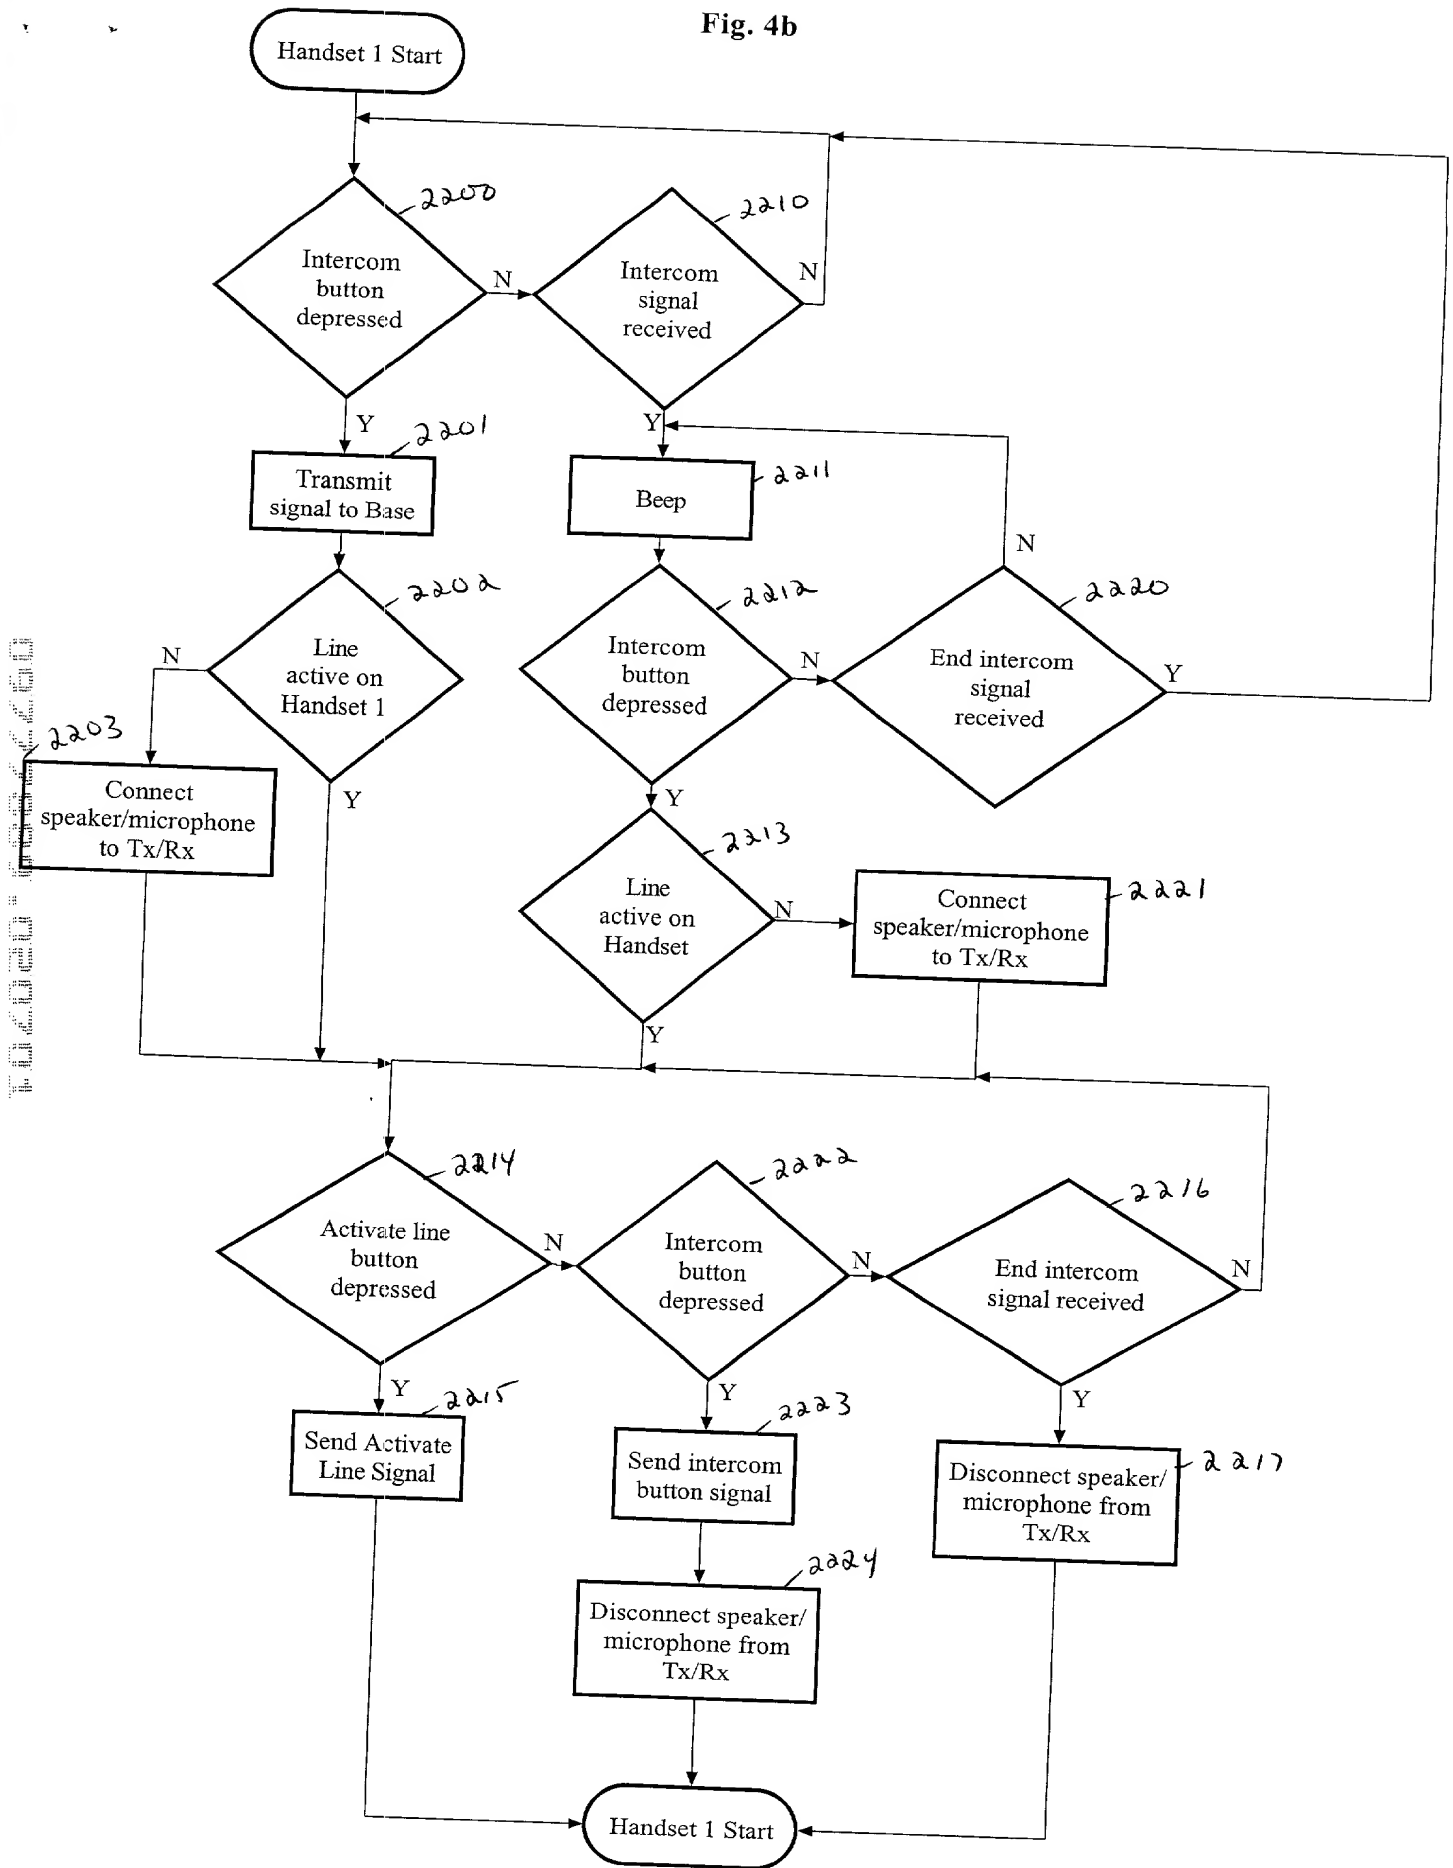 Fig. 4b
Handset 1 Start
2200
Intercom
button
depressed
N
2210
Intercom
signal
received
N
Y
2201
Transmit
signal to Base
Y
2211
Beep
2202
Line
active on
Handset 1
N
Y
2212
Intercom
button
depressed
N
Y
2220
End intercom
signal
received
N
Y
2203
Connect
speaker/microphone
to Tx/Rx
2213
Line
active on
Handset
N
Y
2221
Connect
speaker/microphone
to Tx/Rx
2214
Activate line
button
depressed
N
Y
2222
Intercom
button
depressed
N
Y
2216
End intercom
signal received
N
Y
2215
Send Activate
Line Signal
2223
Send intercom
button signal
2217
Disconnect speaker/
microphone from
Tx/Rx
2224
Disconnect speaker/
microphone from
Tx/Rx
Handset 1 Start